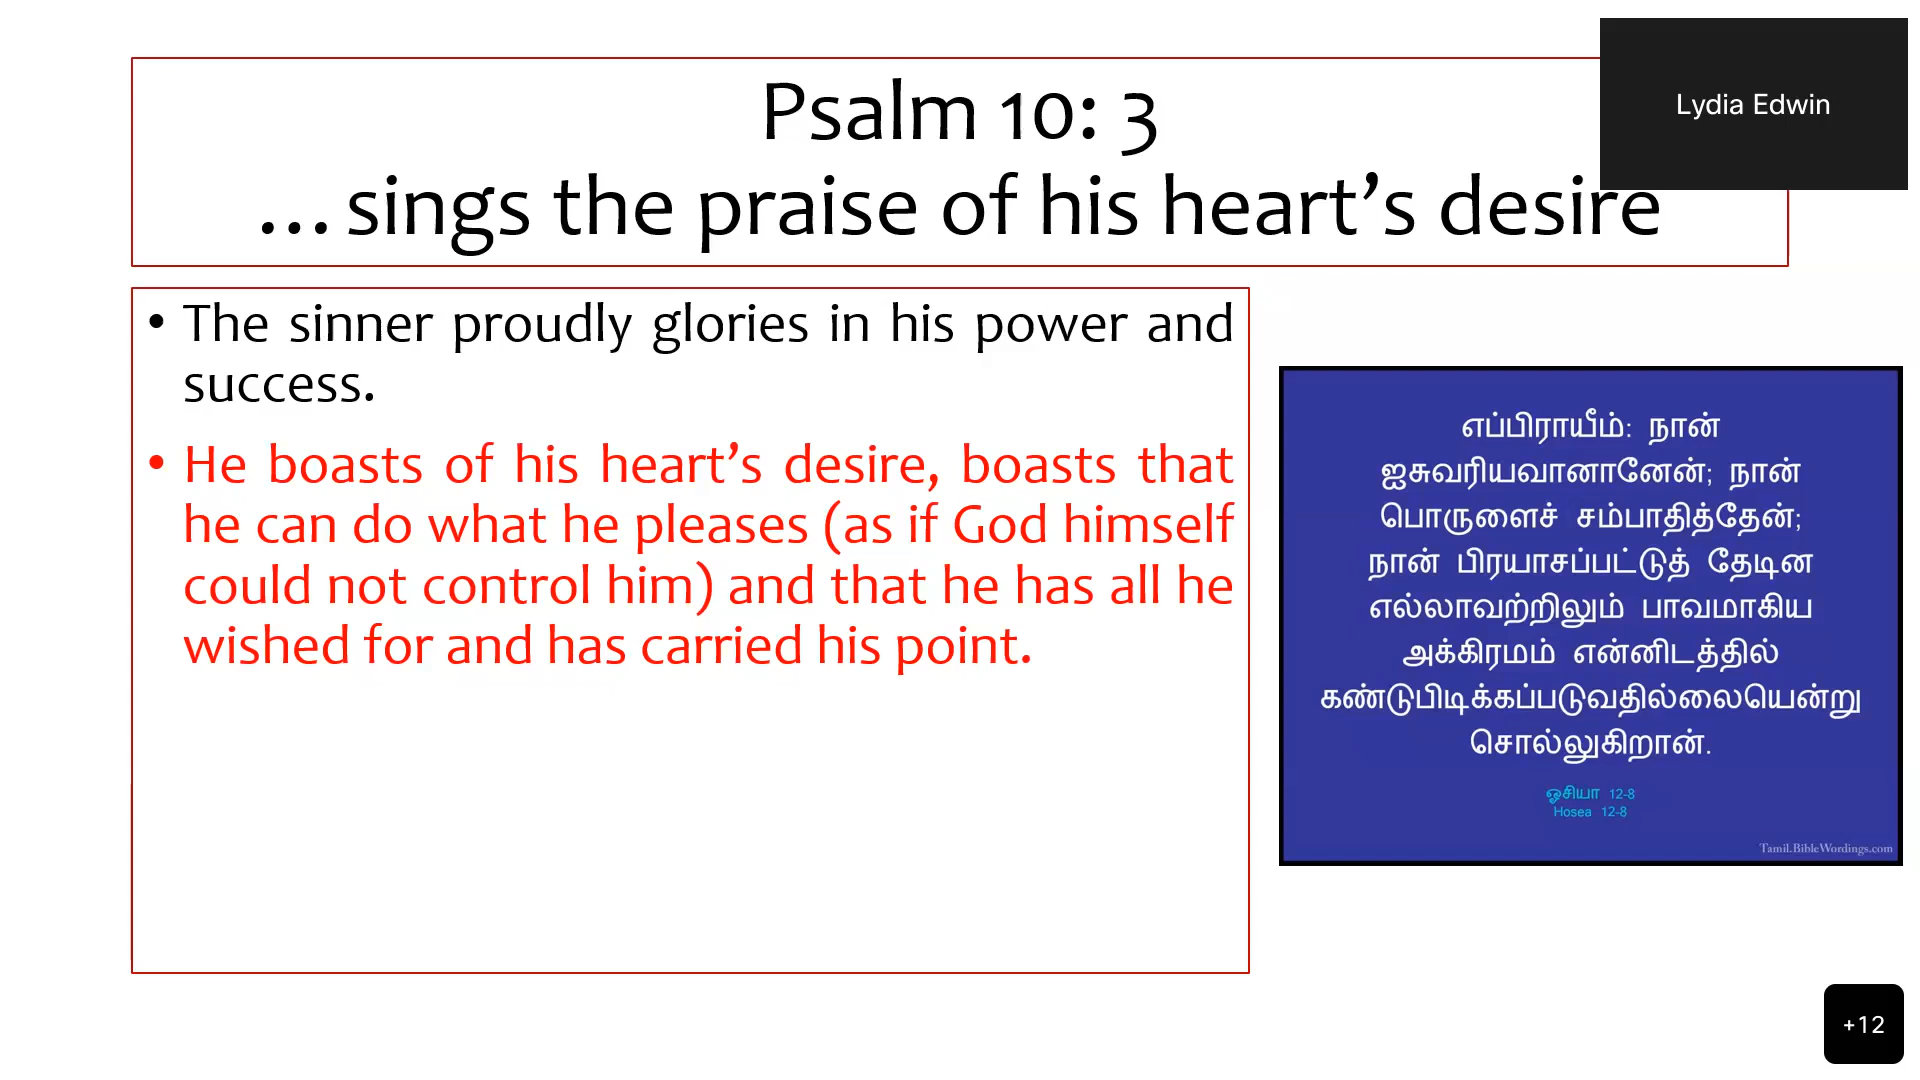 Psalm 10: 3
…sings the praise of his heart’s desire
Lydia Edwin
• The sinner proudly glories in his power and
success.
• He boasts of his heart’s desire, boasts that
he can do what he pleases (as if God himself
could not control him) and that he has all he
wished for and has carried his point.
எப்பிராயீம்: நான்
ஐசுவரியவானானேன்; நான்
பொருளைச் சம்பாதித்தேன்;
நான் பிரயாசப்பட்டுத் தேடின
எல்லாவற்றிலும் பாவமாகிய
அக்கிரமம் என்னிடத்தில்
கண்டுபிடிக்கப்படுவதில்லையென்று
சொல்லுகிறான்.
ஓசியா 12-8
Hosea 12-8
Tamil.BibleWordings.com
+12